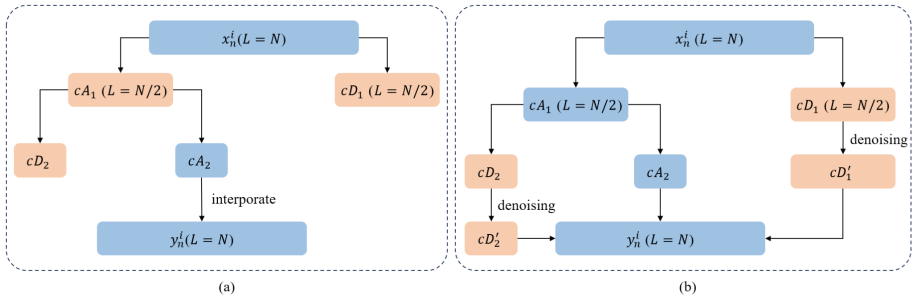 $x_n^i (L = N)$
$cA_1\ (L = N/2)$
$cD_1\ (L = N/2)$
$cD_2$
$cA_2$
interporate
$y_n^i (L = N)$
(a)
$x_n^i (L = N)$
$cA_1\ (L = N/2)$
$cD_1\ (L = N/2)$
denoising
$cD_2$
$cA_2$
$cD_1'$
denoising
$cD_2'$
$y_n^i\ (L = N)$
(b)